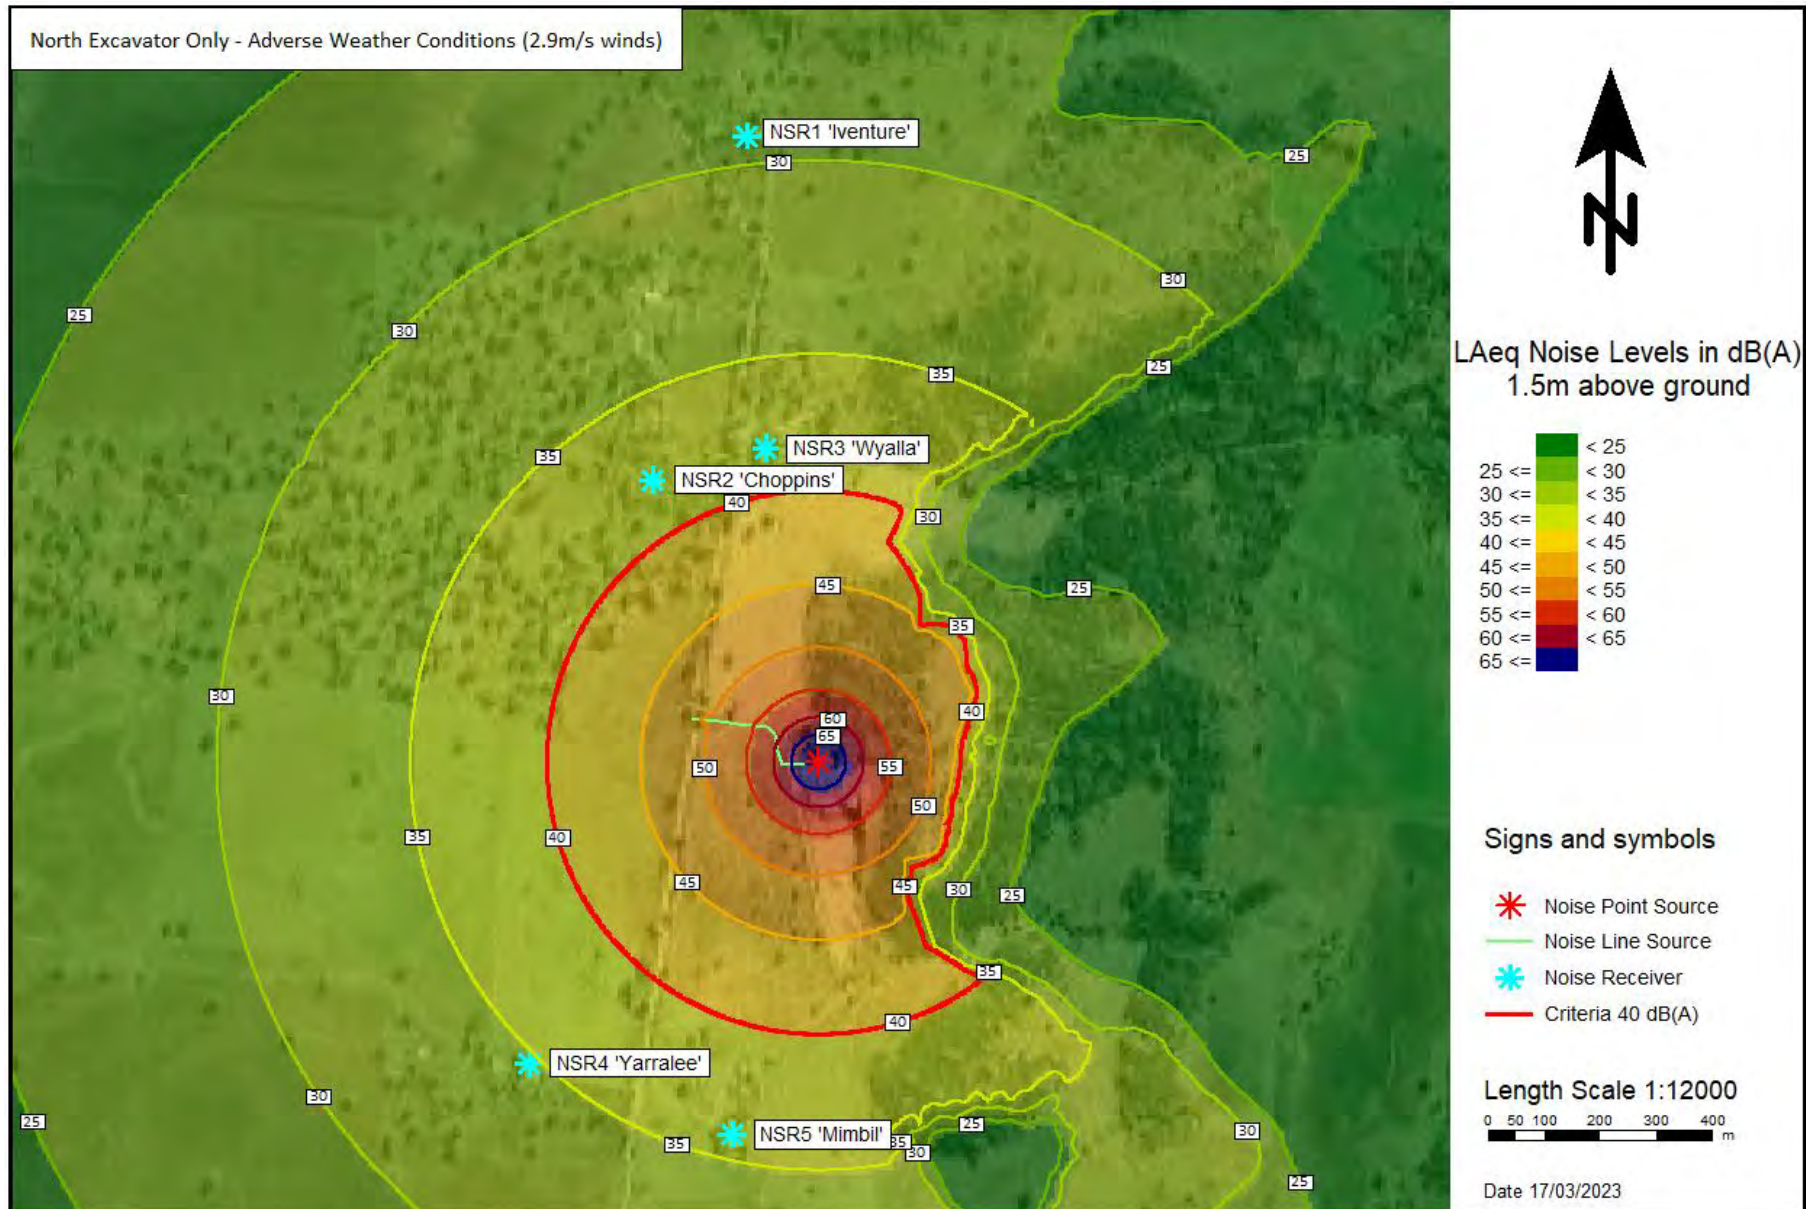 North Excavator Only - Adverse Weather Conditions (2.9m/s winds)
NSR1 'Iventure'
30
25
30
25
30
25
35
35
NSR3 'Wyalla'
NSR2 'Choppins'
40
30
45
25
35
30
40
60
65
50
55
50
35
40
45
45
30
25
35
40
NSR4 'Yarralee'
30
25
NSR5 'Mimbil'
35
35
30
25
30
25
N
LAeq Noise Levels in dB(A)
1.5m above ground
< 25
25 <= < 30
30 <= < 35
35 <= < 40
40 <= < 45
45 <= < 50
50 <= < 55
55 <= < 60
60 <= < 65
65 <=
Signs and symbols
Noise Point Source
Noise Line Source
Noise Receiver
Criteria 40 dB(A)
Length Scale 1:12000
0 50 100 200 300 400
m
Date 17/03/2023